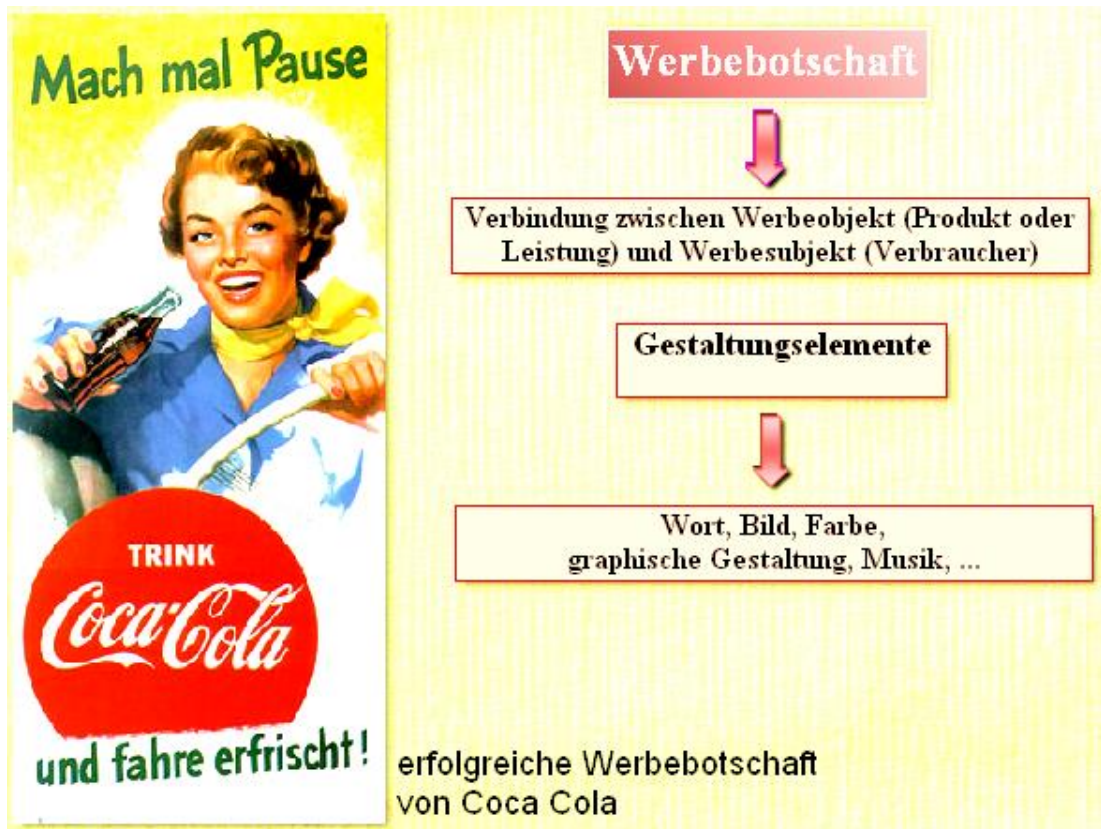 Mach mal Pause
TRINK
Coca-Cola
und fahre erfrischt!
Werbebotschaft
Verbindung zwischen Werbeobjekt (Produkt oder
Leistung) und Werbesubjekt (Verbraucher)
Gestaltungselemente
Wort, Bild, Farbe,
graphische Gestaltung, Musik, ...
erfolgreiche Werbebotschaft
von Coca Cola